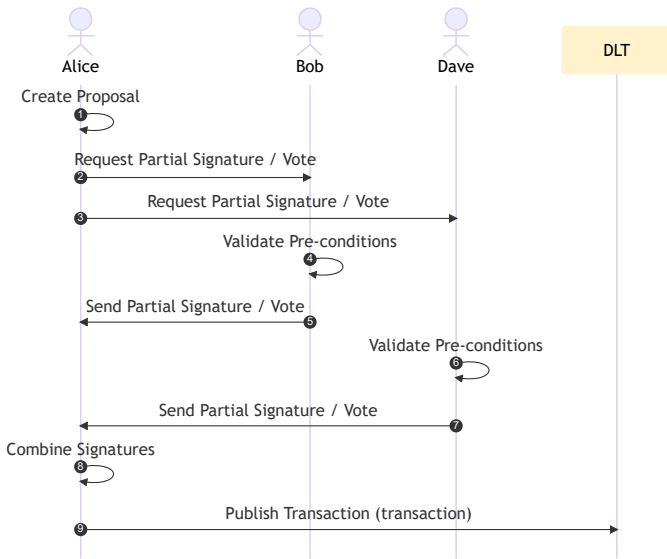 Alice
Bob
Dave
DLT
Create Proposal
1
Request Partial Signature / Vote
2
Request Partial Signature / Vote
3
Validate Pre-conditions
4
Send Partial Signature / Vote
5
Validate Pre-conditions
6
Send Partial Signature / Vote
7
Combine Signatures
8
Publish Transaction (transaction)
9